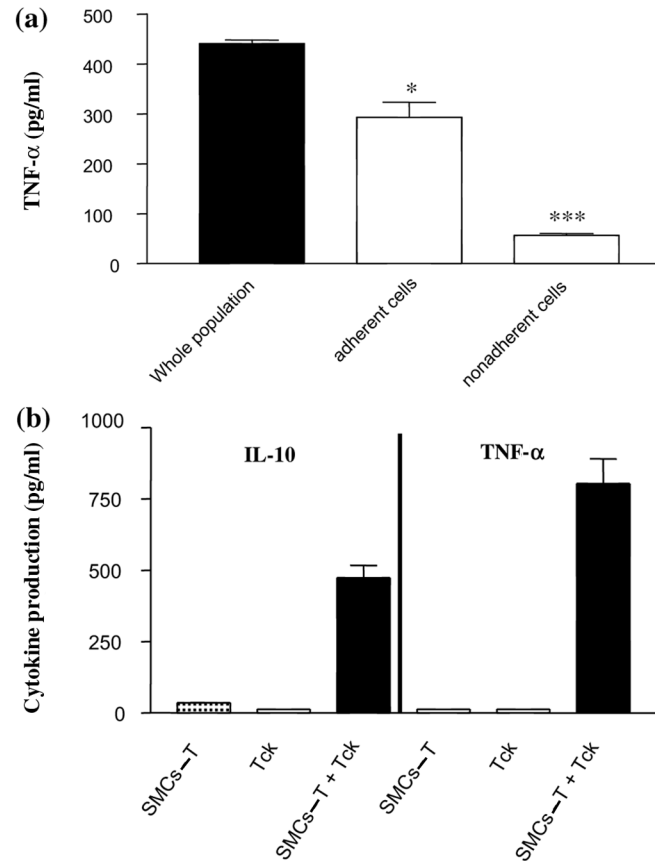 (a)
500
400
300
200
100
0
TNF-α (pg/ml)
*
***
Whole population
adherent cells
nonadherent cells
(b)
1000
750
500
250
0
Cytokine production (pg/ml)
IL-10
TNF-α
SMCs–T
Tck
SMCs–T + Tck
SMCs–T
Tck
SMCs–T + Tck